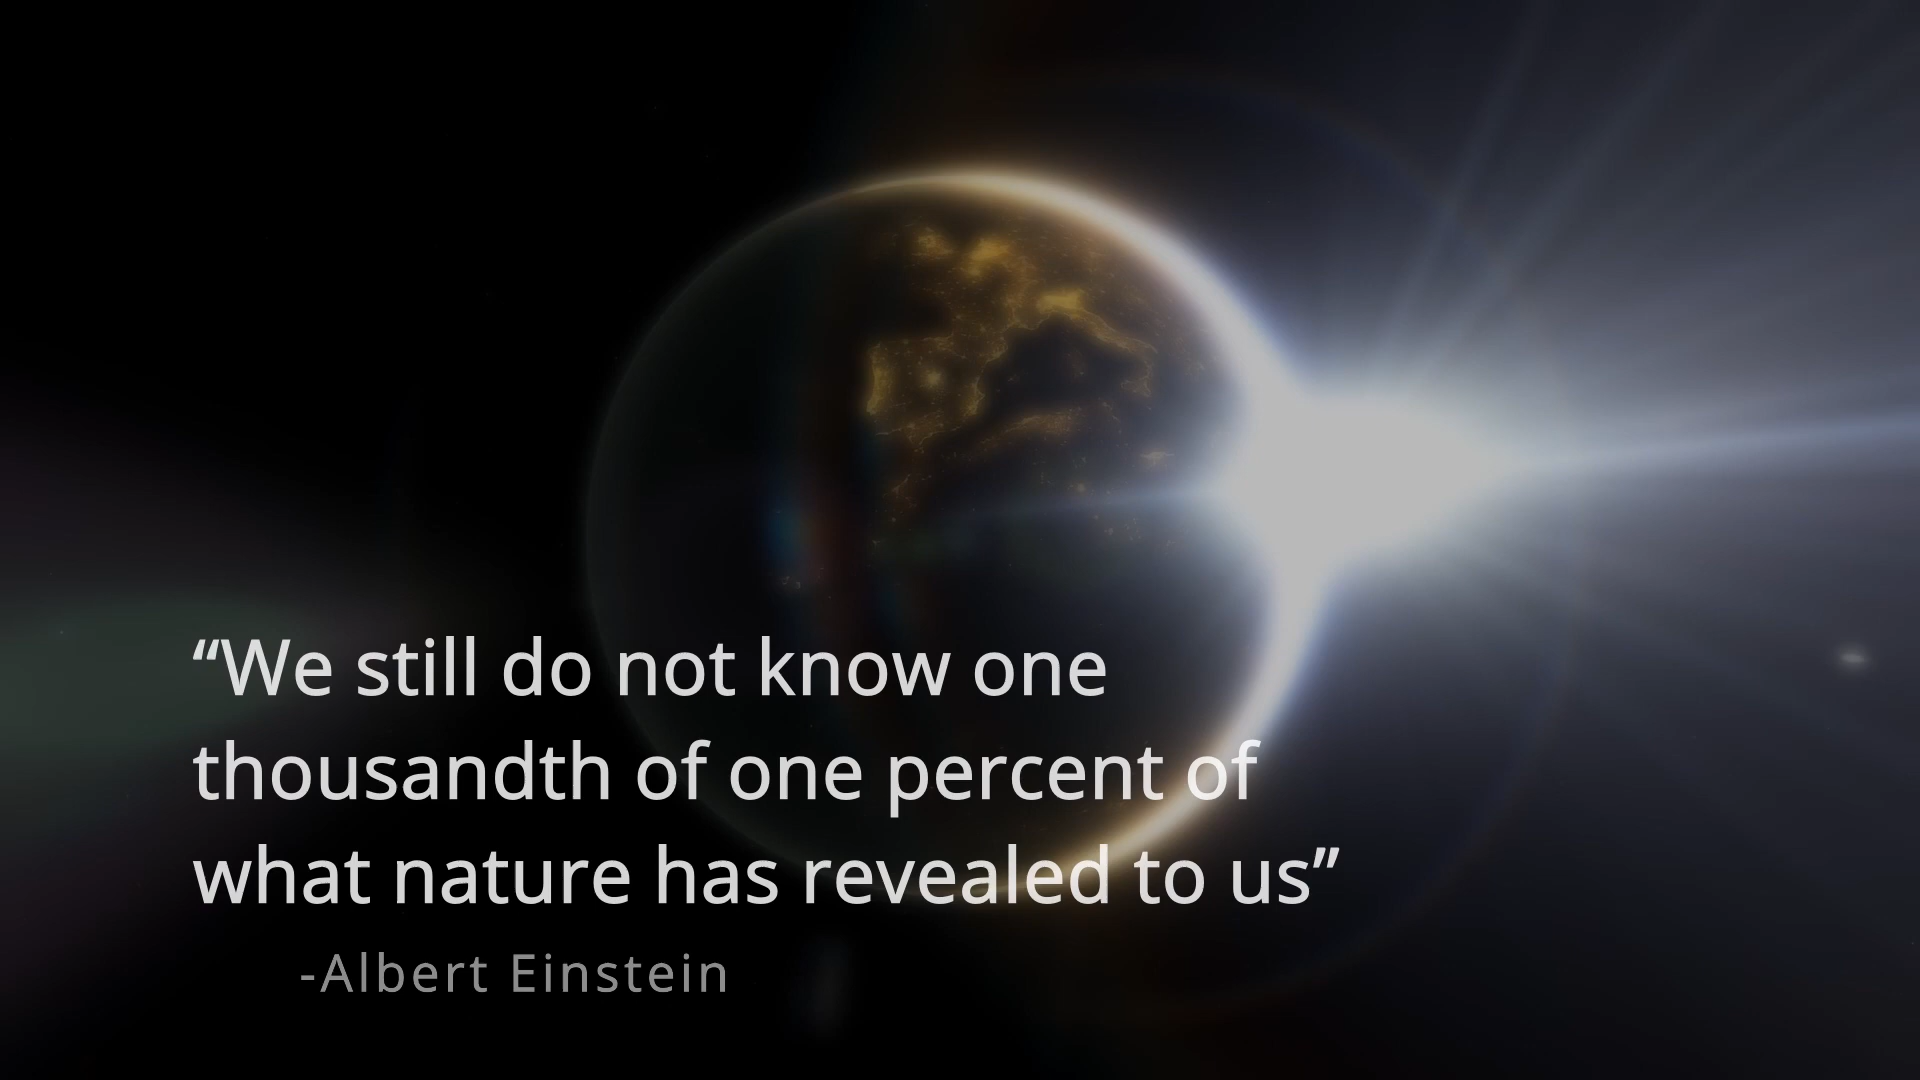 “We still do not know one
thousandth of one percent of
what nature has revealed to us”
-Albert Einstein